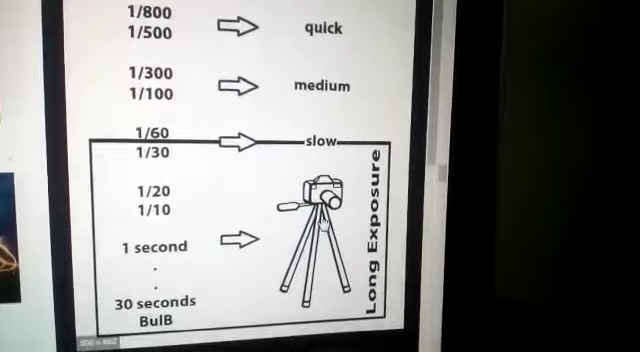 1/800
1/500
quick
1/300
1/100
medium
1/60
1/30
slow
1/20
1/10
1 second
.
.
30 seconds
BulB
Long Exposure